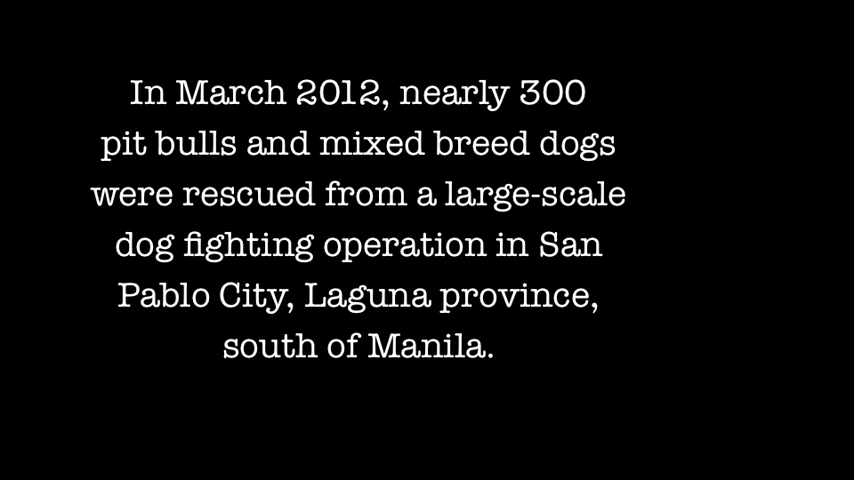 In March 2012, nearly 300
pit bulls and mixed breed dogs
were rescued from a large-scale
dog fighting operation in San
Pablo City, Laguna province,
south of Manila.